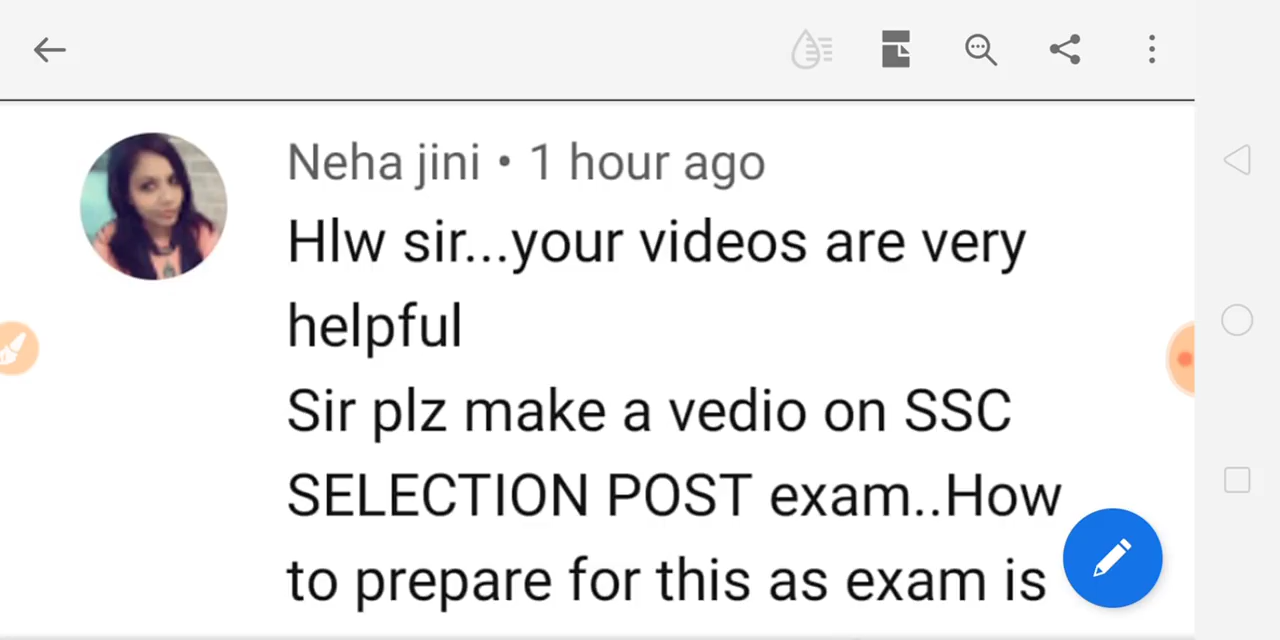 Neha jini • 1 hour ago
Hlw sir...your videos are very
helpful
Sir plz make a vedio on SSC
SELECTION POST exam..How
to prepare for this as exam is